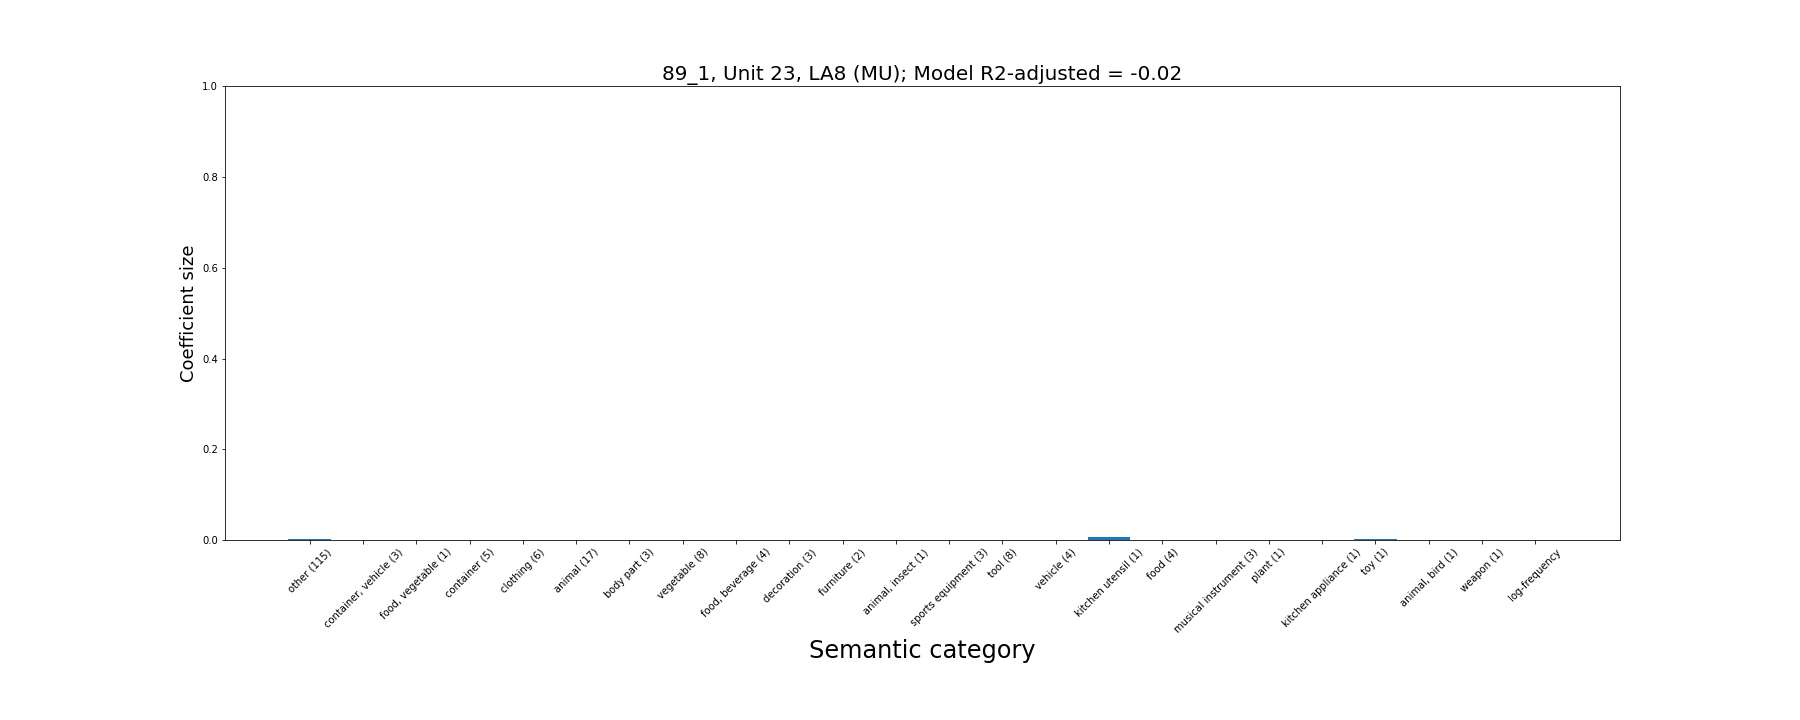 89_1, Unit 23, LA8 (MU); Model R2-adjusted = -0.02
Coefficient size
1.0
0.8
0.6
0.4
0.2
0.0
other (115)
container, vehicle (3)
food, vegetable (1)
container (5)
clothing (6)
animal (17)
body part (3)
vegetable (8)
food, beverage (4)
decoration (3)
furniture (2)
animal, insect (1)
sports equipment (3)
tool (8)
vehicle (4)
kitchen utensil (1)
food (4)
musical instrument (3)
plant (1)
kitchen appliance (1)
toy (1)
animal, bird (1)
weapon (1)
log-frequency
Semantic category